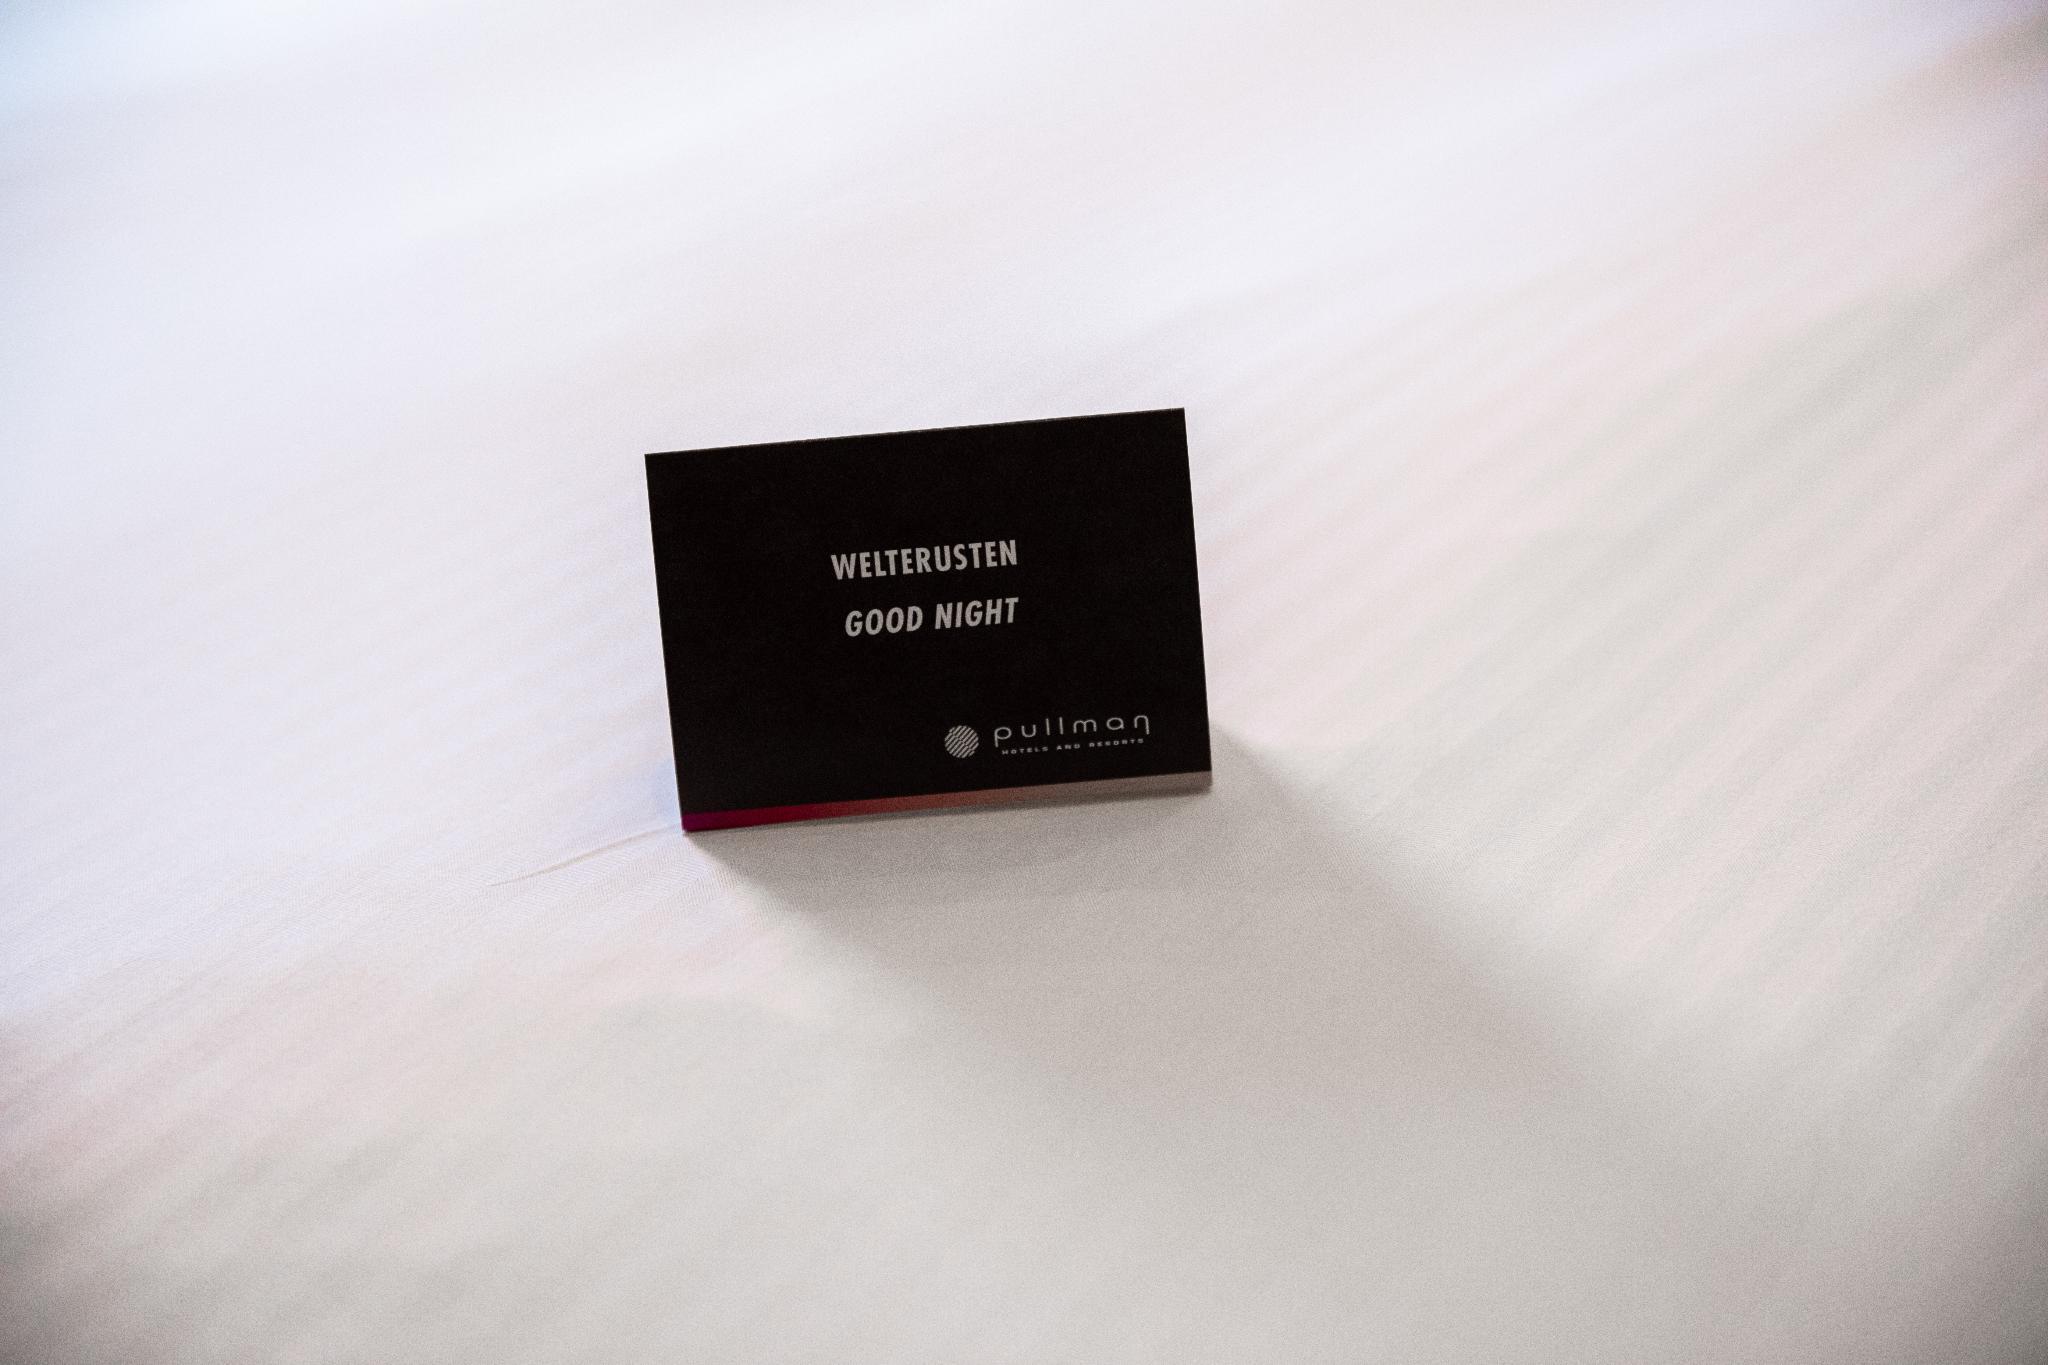 WELTERUSTEN
GOOD NIGHT
pullman
HOTELS AND RESORTS